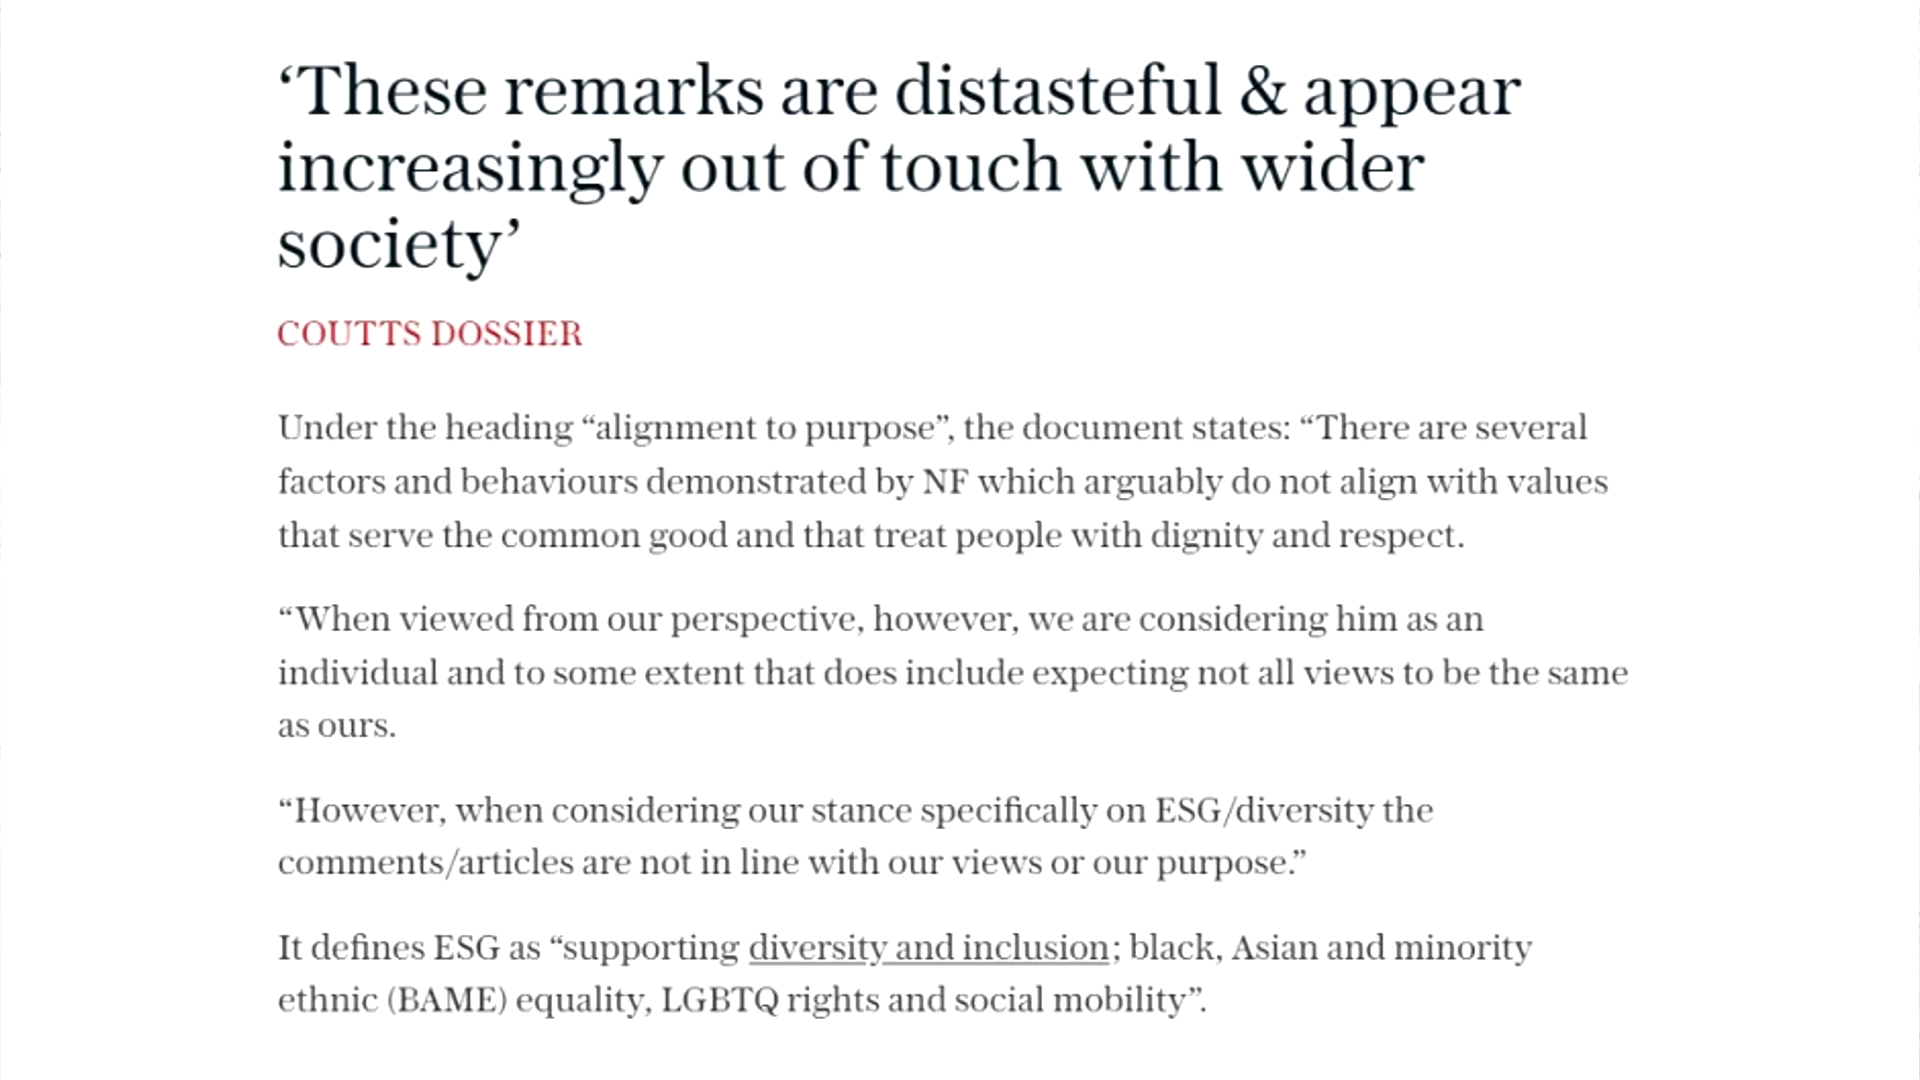 ‘These remarks are distasteful & appear
increasingly out of touch with wider
society’
COUTTS DOSSIER
Under the heading “alignment to purpose”, the document states: “There are several
factors and behaviours demonstrated by NF which arguably do not align with values
that serve the common good and that treat people with dignity and respect.
“When viewed from our perspective, however, we are considering him as an
individual and to some extent that does include expecting not all views to be the same
as ours.
“However, when considering our stance specifically on ESG/diversity the
comments/articles are not in line with our views or our purpose.”
It defines ESG as “supporting diversity and inclusion; black, Asian and minority
ethnic (BAME) equality, LGBTQ rights and social mobility”.